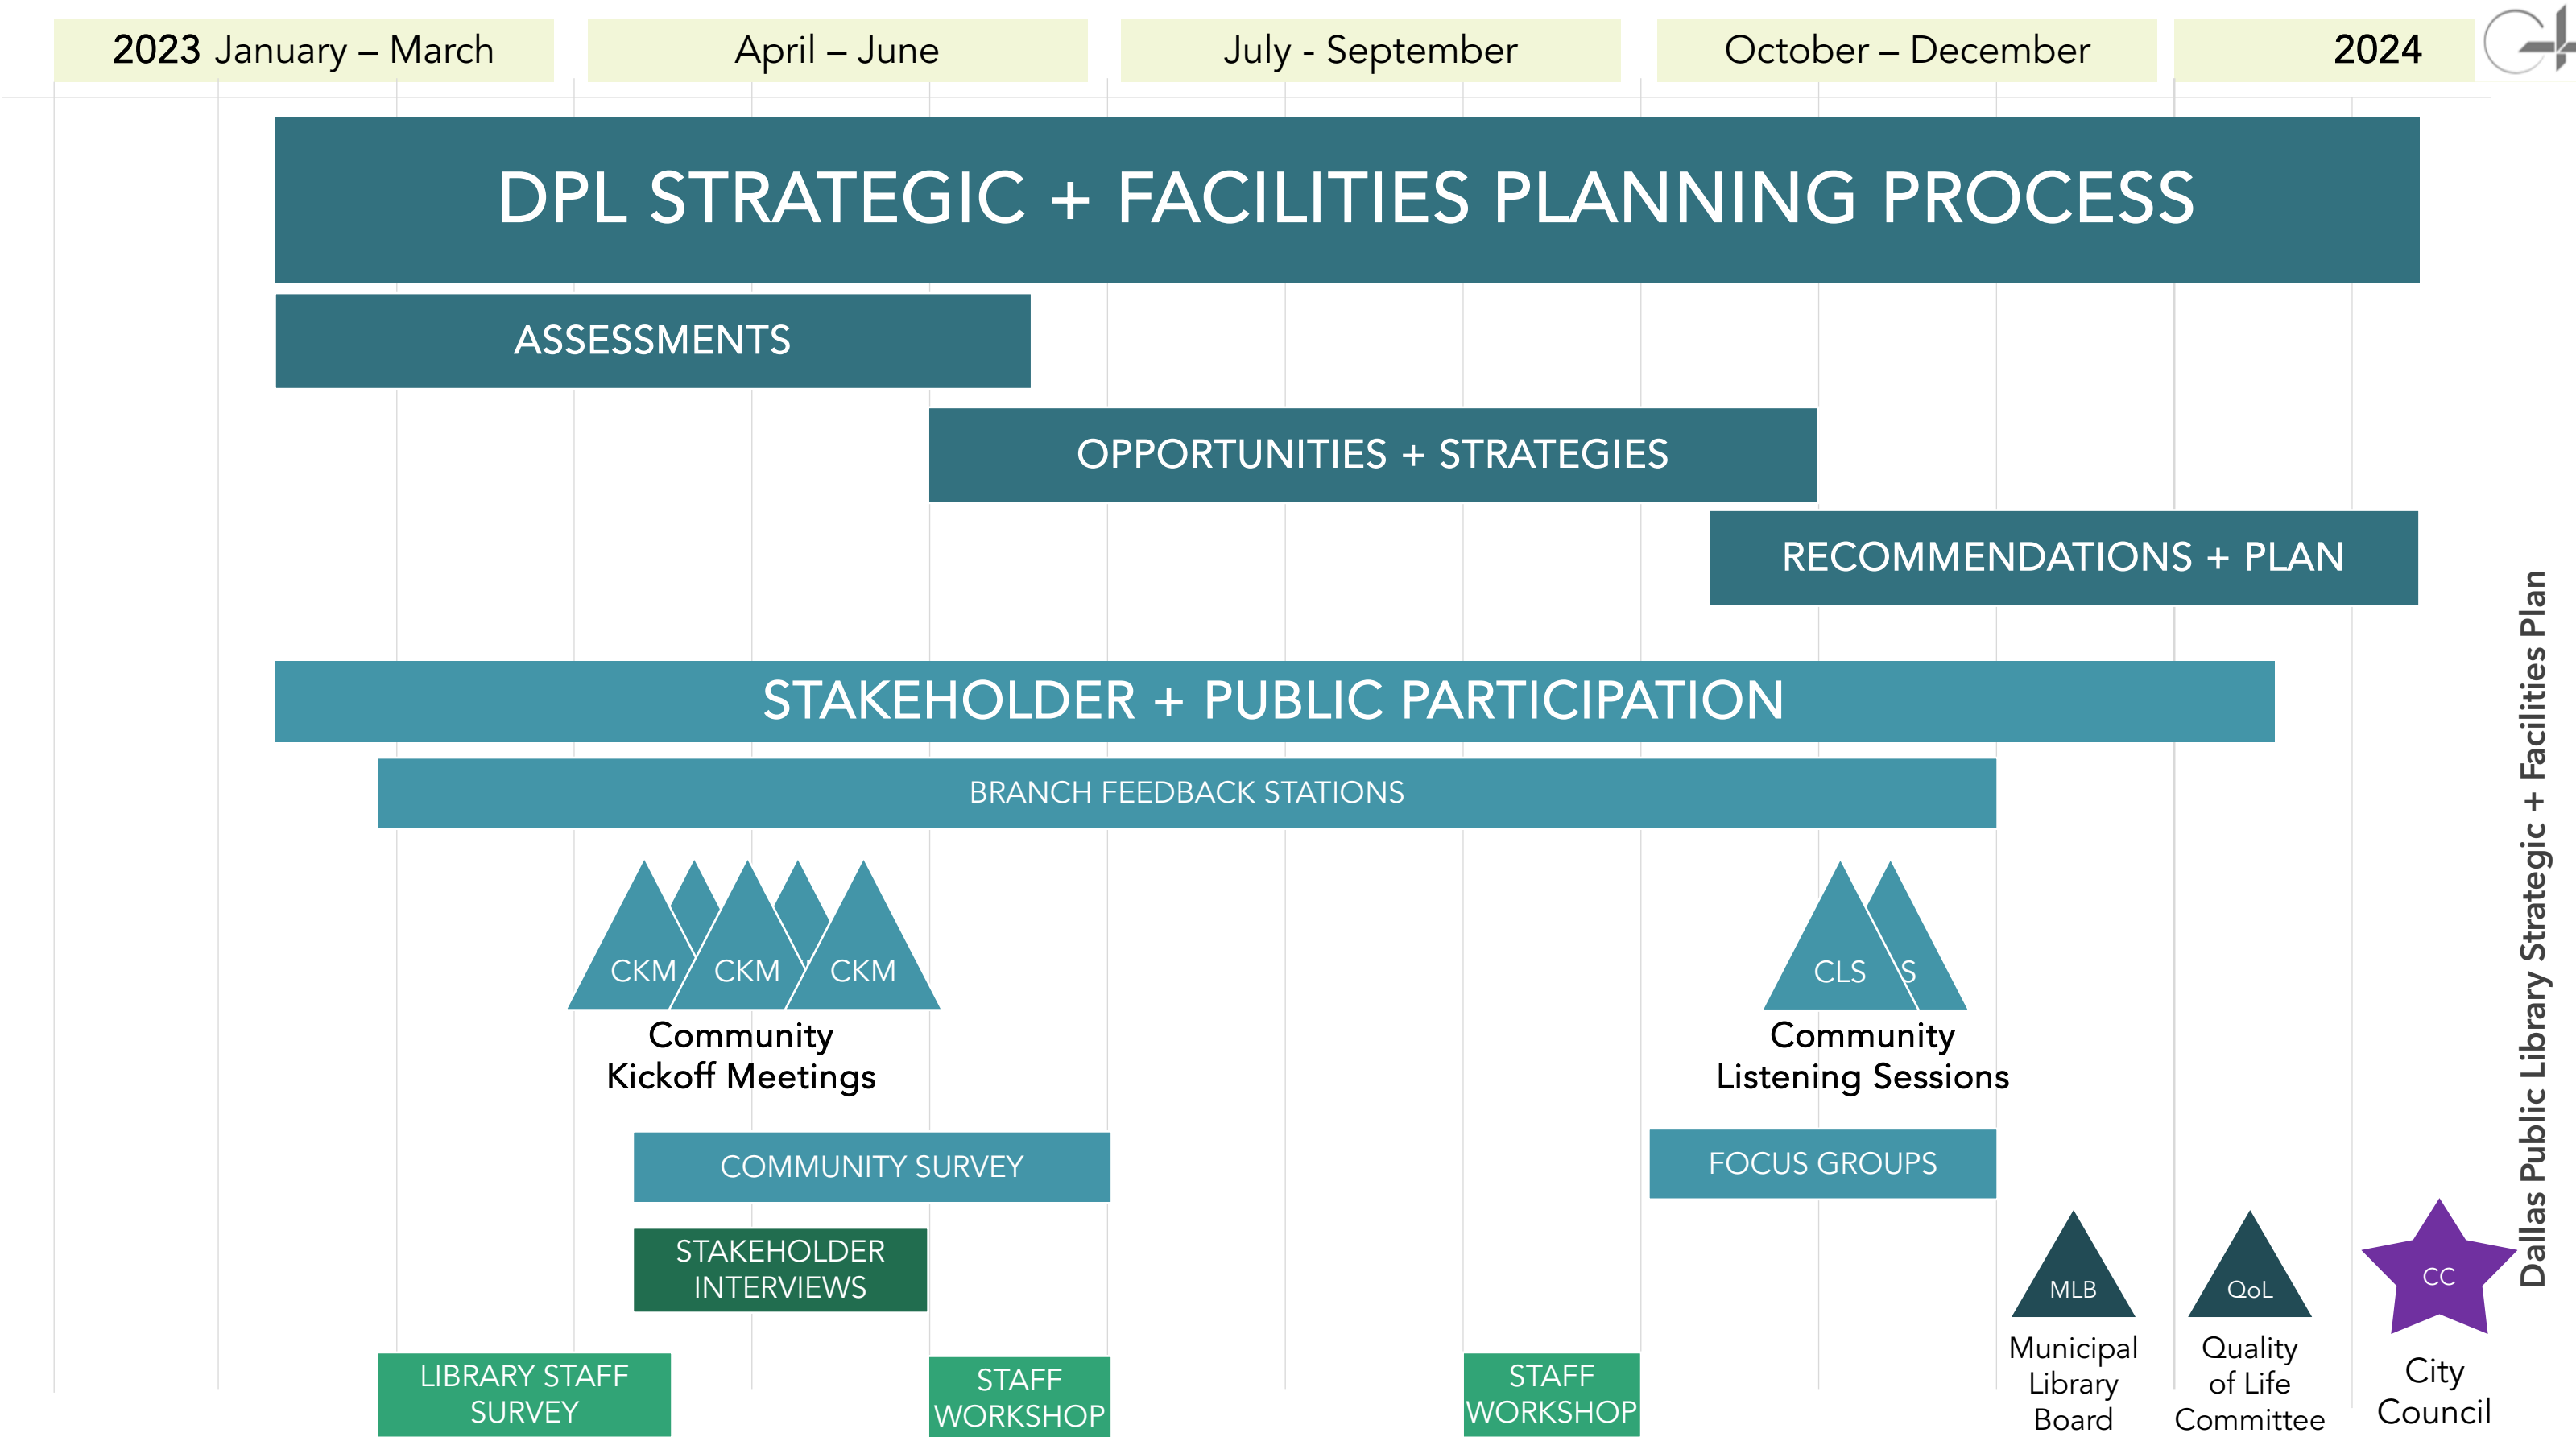 2023 January – March
April – June
July - September
October – December
2024
DPL STRATEGIC + FACILITIES PLANNING PROCESS
ASSESSMENTS
OPPORTUNITIES + STRATEGIES
RECOMMENDATIONS + PLAN
STAKEHOLDER + PUBLIC PARTICIPATION
BRANCH FEEDBACK STATIONS
CKM
CKM
CKM
Community
Kickoff Meetings
CLS
S
Community
Listening Sessions
COMMUNITY SURVEY
FOCUS GROUPS
STAKEHOLDER
INTERVIEWS
LIBRARY STAFF
SURVEY
STAFF
WORKSHOP
STAFF
WORKSHOP
MLB
Municipal
Library
Board
QoL
Quality
of Life
Committee
CC
City
Council
Dallas Public Library Strategic + Facilities Plan